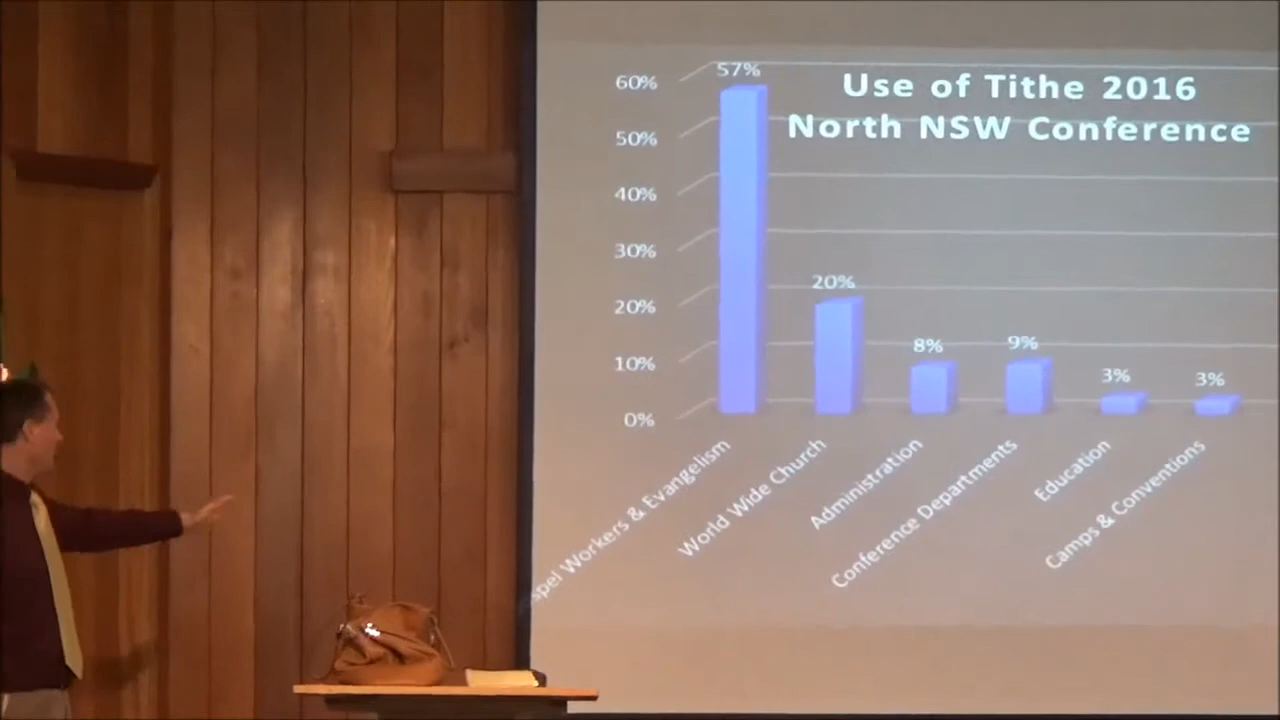 Use of Tithe 2016
North NSW Conference
60%
50%
40%
30%
20%
10%
0%
57%
20%
8%
9%
3%
3%
spel Workers & Evangelism
World Wide Church
Administration
Conference Departments
Education
Camps & Conventions